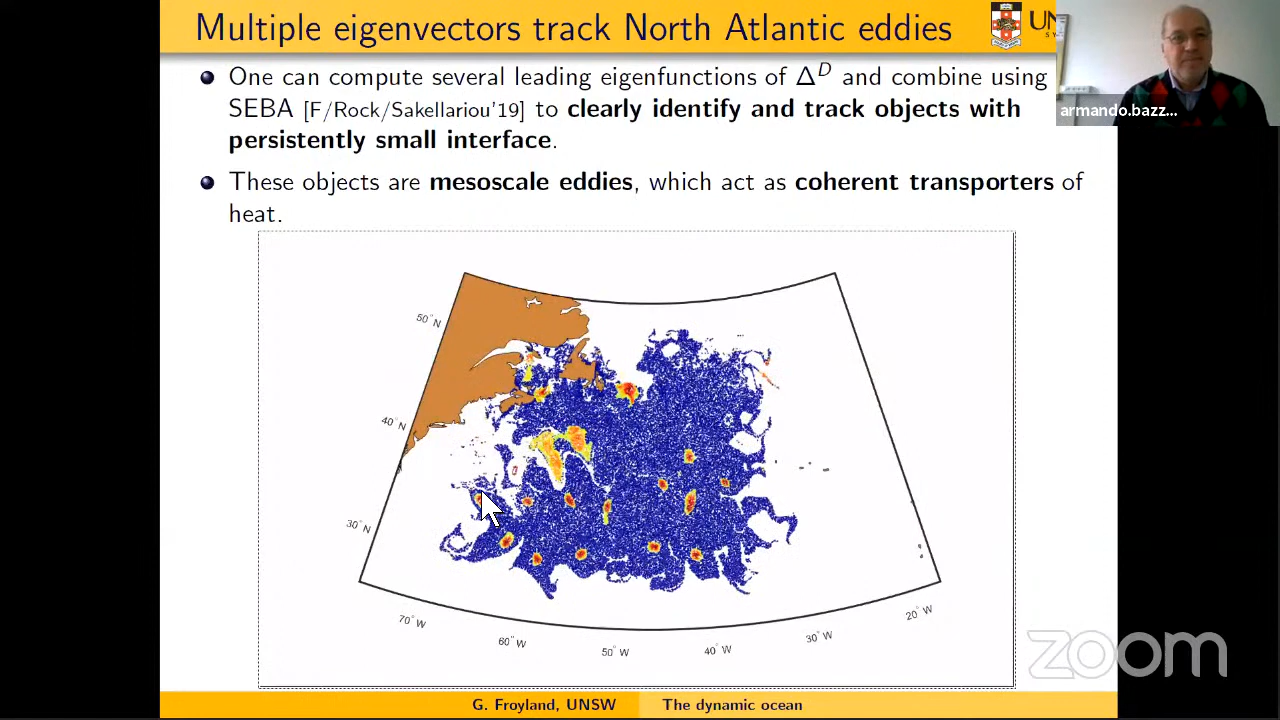 Multiple eigenvectors track North Atlantic eddies
UN
armando.bazz...
One can compute several leading eigenfunctions of Δᴰ and combine using
SEBA [F/Rock/Sakellariou'19] to clearly identify and track objects with
persistently small interface.
These objects are mesoscale eddies, which act as coherent transporters of
heat.
50°N
40°N
30°N
70°W
60°W
50°W
40°W
30°W
20°W
zoom
G. Froyland, UNSW
The dynamic ocean